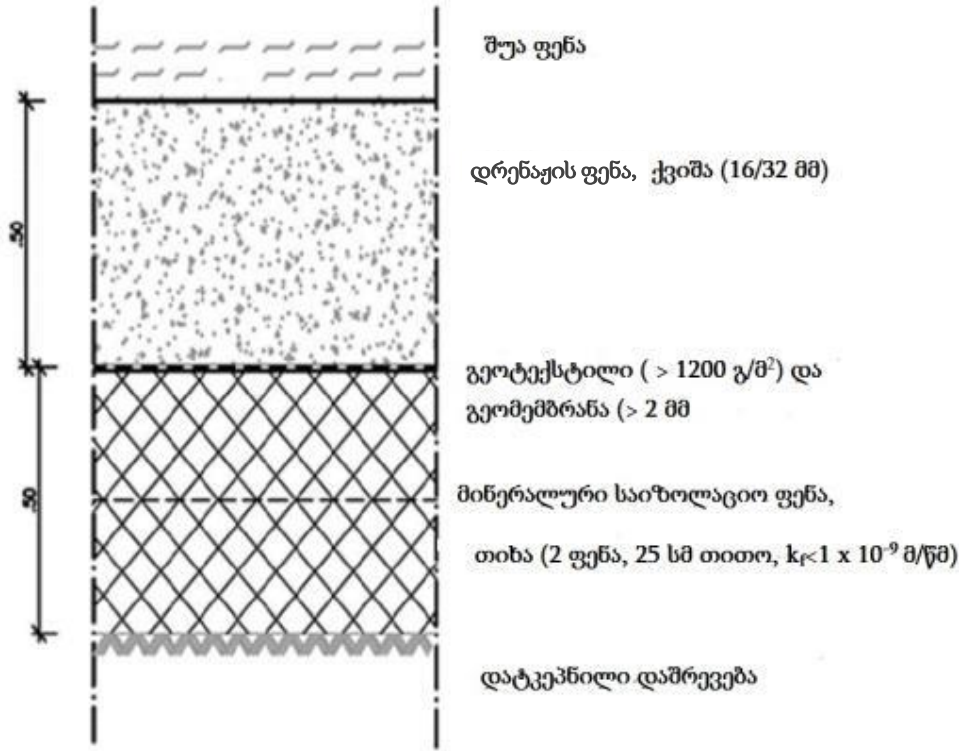 შუა ფენა
დრენაჟის ფენა, ქვიშა (16/32 მმ)
.50
გეოტექსტილი ( > 1200 გ/მ²) და
გეომემბრანა (> 2 მმ
.50
მინერალური საიზოლაციო ფენა,
თიხა (2 ფენა, 25 სმ თითო, kf<1 x 10⁻⁹ მ/წმ)
დატკეპნილი დაშრევება